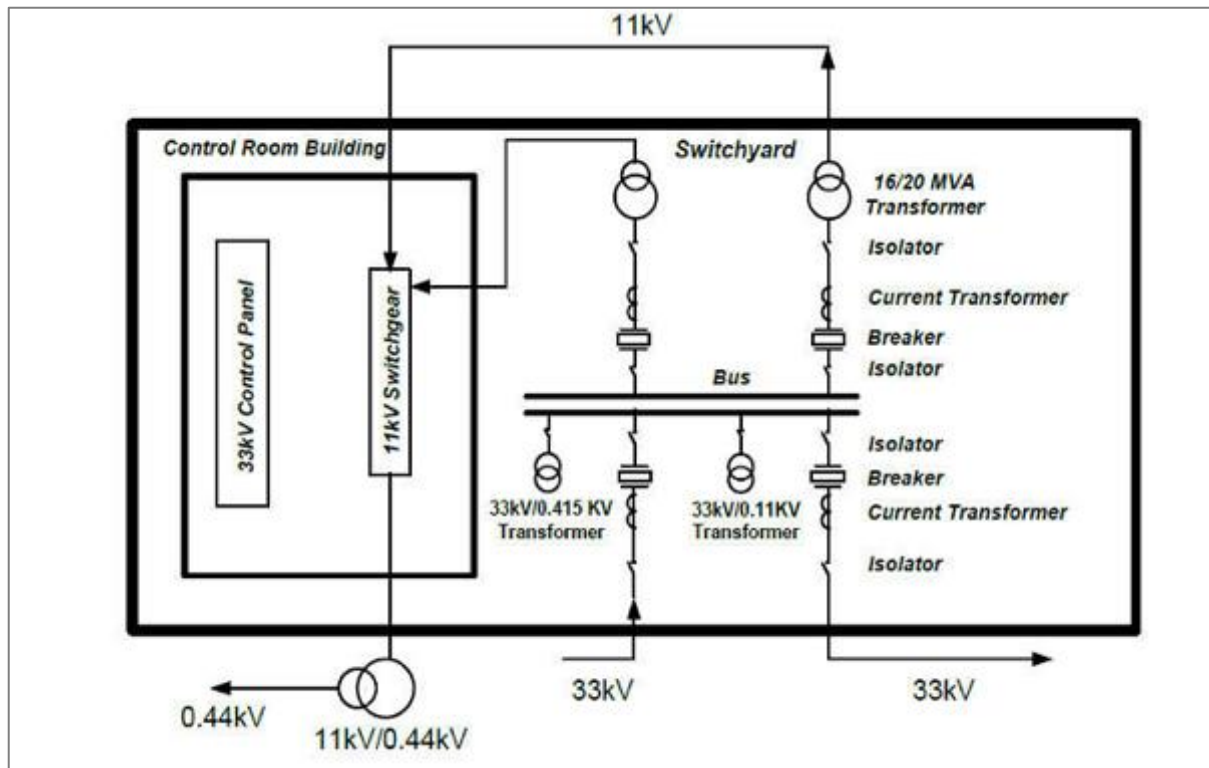 11kV
Control Room Building
Switchyard
16/20 MVA
Transformer
Isolator
Current Transformer
Breaker
Isolator
Bus
33kV Control Panel
11kV Switchgear
Isolator
Breaker
Current Transformer
Isolator
33kV/0.415 KV
Transformer
33kV/0.11KV
Transformer
33kV
33kV
0.44kV
11kV/0.44kV